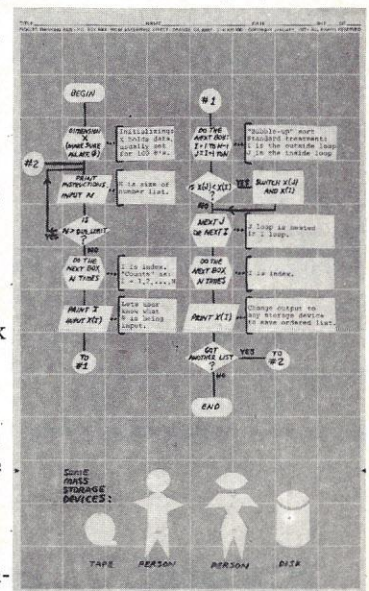 TITLE NAME DATE
BEGIN
DIMENSION
X
(MAKE SURE
#2
PRINT
INSTRUCTIONS,
INPUT N
IS
YES
NO
DO THE
NEXT BOX
N TIMES
PRINT I
INPUT X(I)
TO
#1
Initializing:
X holds data,
usually set
for 100 #'s.
N is size of
number list.
I is index.
"Counts" as:
I = 1,2,...,N
Lets user
know what
# is being
input.
#1
DO THE
NEXT BOX:
I=1 TO N-1
J=I+1 TO N
IS X(J)<X(I)
?
YES
SWITCH X(J)
AND X(I)
NO
NEXT J
OR NEXT I
DO THE
NEXT BOX
N TIMES
PRINT X(I)
GOT
ANOTHER LIST
?
YES
TO
#2
NO
END
"Bubble-up" sort
Standard treatment:
I is the outside loop
J is the inside loop
J loop is nested
in I loop.
I is index.
Change output to
any storage device
to save ordered list.
SOME
MASS
STORAGE
DEVICES:
TAPE PERSON PERSON DISK